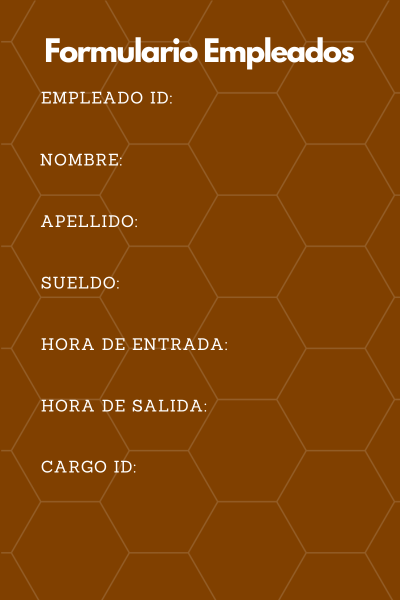 Formulario Empleados
EMPLEADO ID:
NOMBRE:
APELLIDO:
SUELDO:
HORA DE ENTRADA:
HORA DE SALIDA:
CARGO ID: